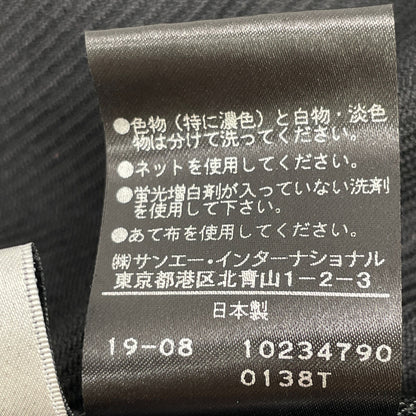 ●色物（特に濃色）と白物・淡色
物は分けて洗ってください。
●ネットを使用してください。
●蛍光増白剤が入っていない洗剤
を使用して下さい。
●あて布を使用してください。
㈱サンエー・インターナショナル
東京都港区北青山1-2-3
日本製
19-08 10234790
0138T